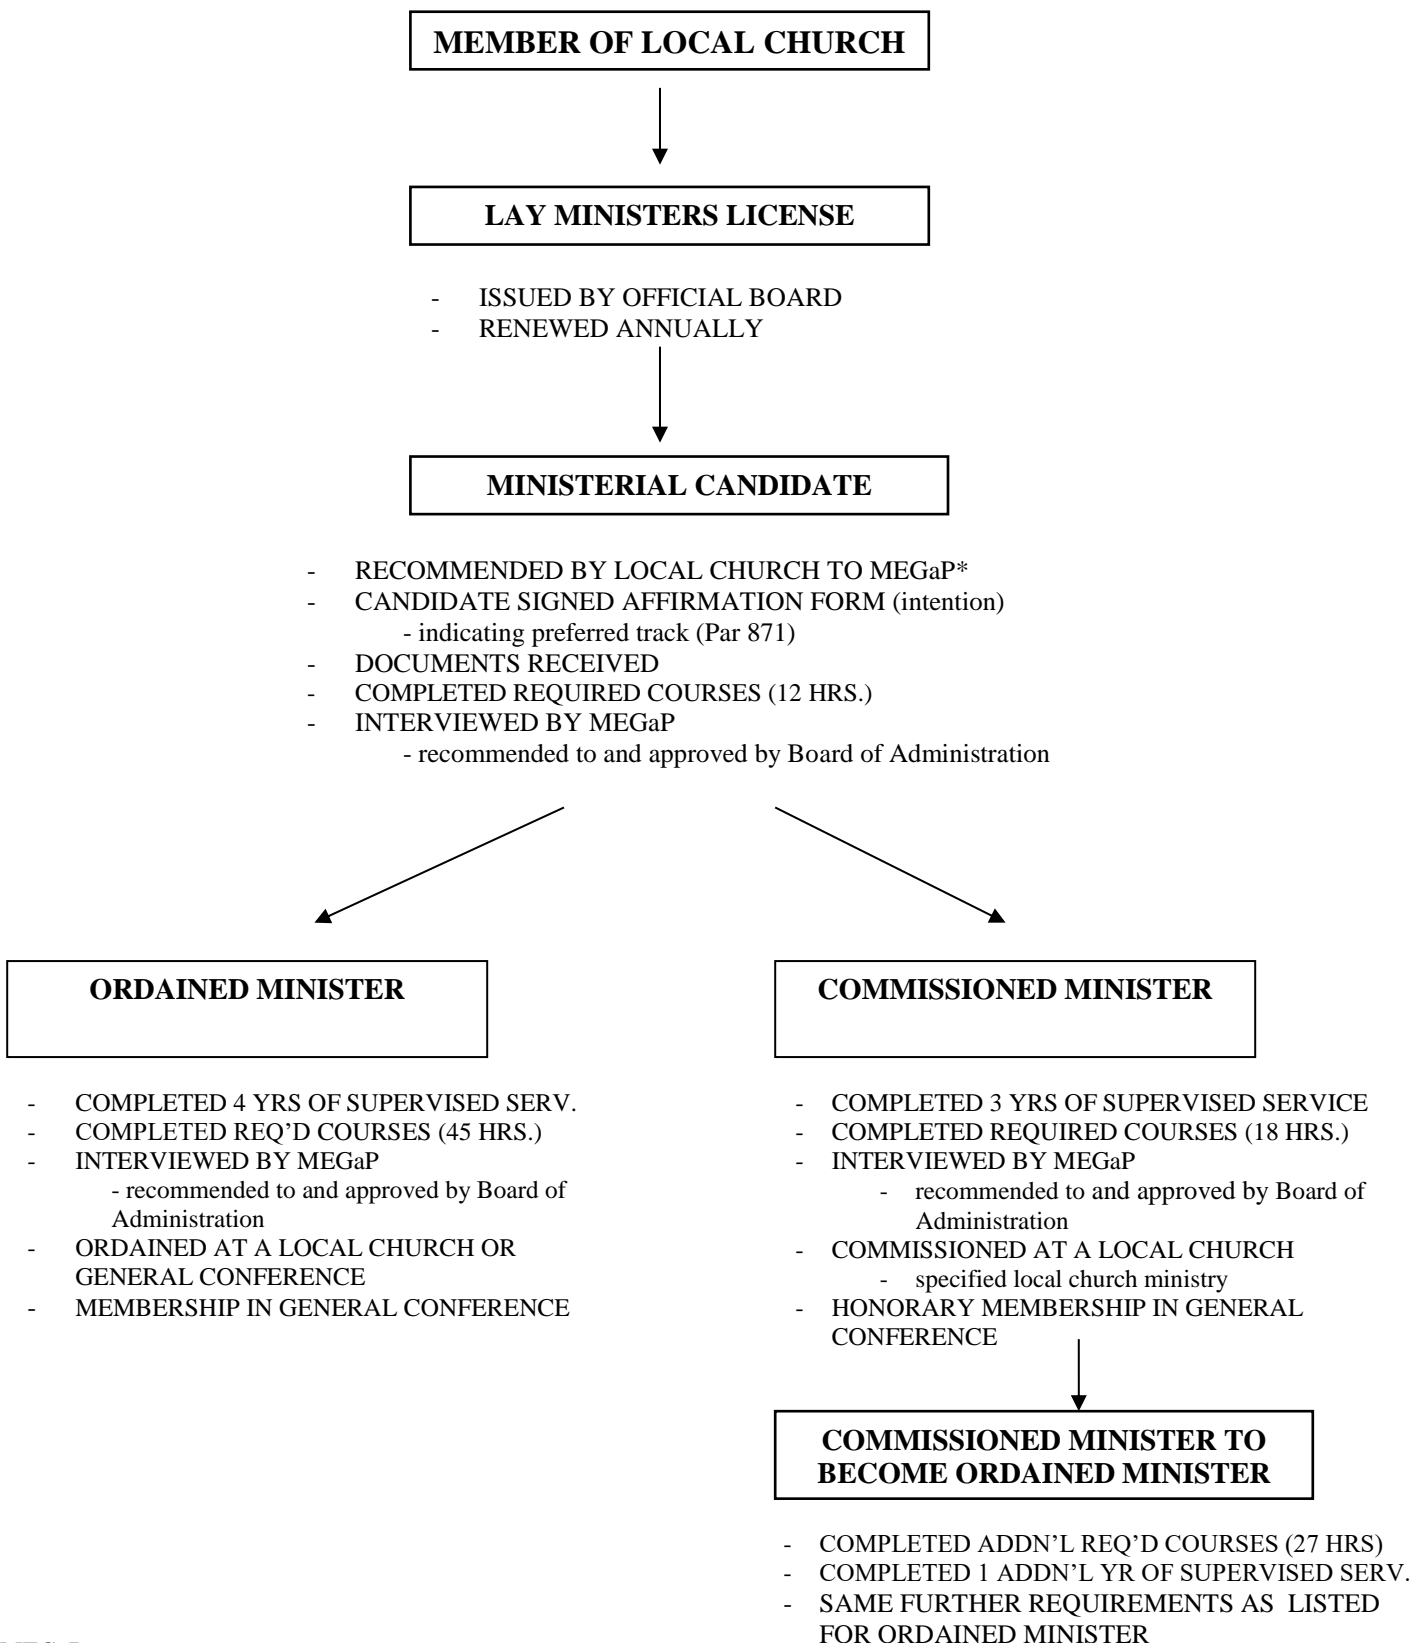 MEMBER OF LOCAL CHURCH
LAY MINISTERS LICENSE
- ISSUED BY OFFICIAL BOARD
- RENEWED ANNUALLY
MINISTERIAL CANDIDATE
- RECOMMENDED BY LOCAL CHURCH TO MEGaP*
- CANDIDATE SIGNED AFFIRMATION FORM (intention)
- indicating preferred track (Par 871)
- DOCUMENTS RECEIVED
- COMPLETED REQUIRED COURSES (12 HRS.)
- INTERVIEWED BY MEGaP
- recommended to and approved by Board of Administration
ORDAINED MINISTER
- COMPLETED 4 YRS OF SUPERVISED SERV.
- COMPLETED REQ’D COURSES (45 HRS.)
- INTERVIEWED BY MEGaP
- recommended to and approved by Board of
Administration
- ORDAINED AT A LOCAL CHURCH OR
GENERAL CONFERENCE
- MEMBERSHIP IN GENERAL CONFERENCE
COMMISSIONED MINISTER
- COMPLETED 3 YRS OF SUPERVISED SERVICE
- COMPLETED REQUIRED COURSES (18 HRS.)
- INTERVIEWED BY MEGaP
- recommended to and approved by Board of
Administration
- COMMISSIONED AT A LOCAL CHURCH
- specified local church ministry
- HONORARY MEMBERSHIP IN GENERAL
CONFERENCE
COMMISSIONED MINISTER TO
BECOME ORDAINED MINISTER
- COMPLETED ADDN’L REQ’D COURSES (27 HRS)
- COMPLETED 1 ADDN’L YR OF SUPERVISED SERV.
- SAME FURTHER REQUIREMENTS AS LISTED
FOR ORDAINED MINISTER